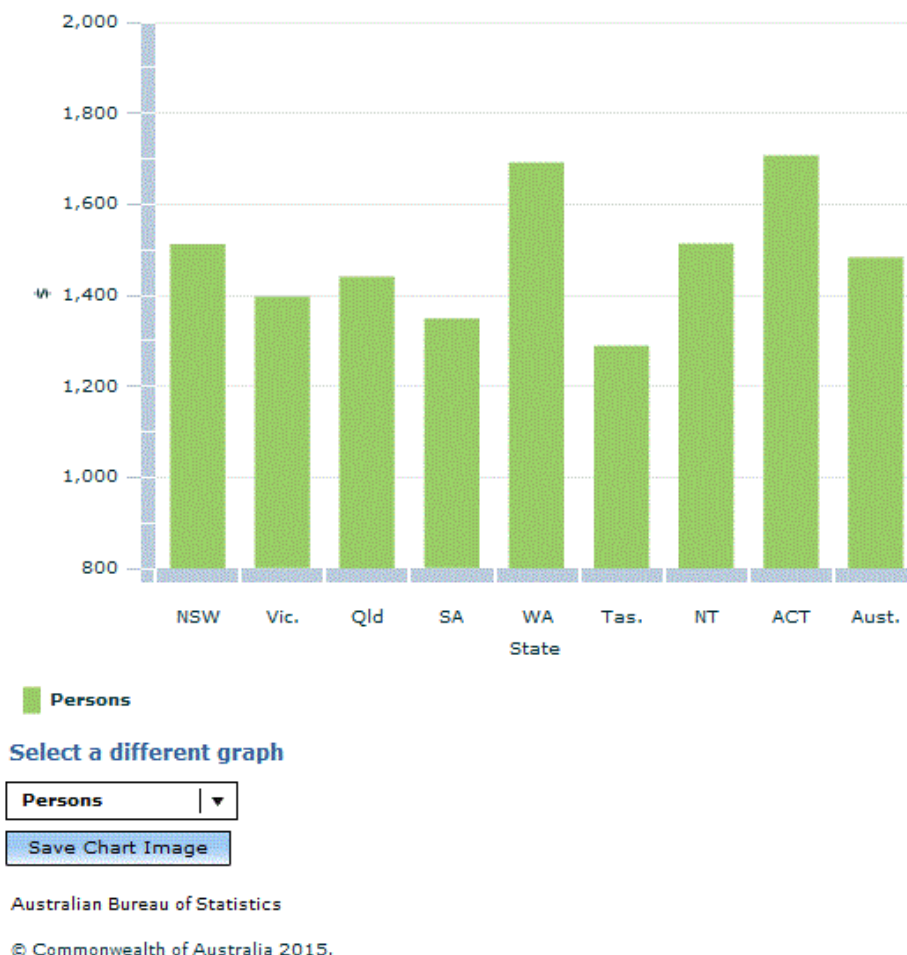 2,000
1,800
1,600
$ 1,400
1,200
1,000
800
NSW Vic. Qld SA WA Tas. NT ACT Aust.
State
Persons
Select a different graph
Persons
Save Chart Image
Australian Bureau of Statistics
© Commonwealth of Australia 2015.